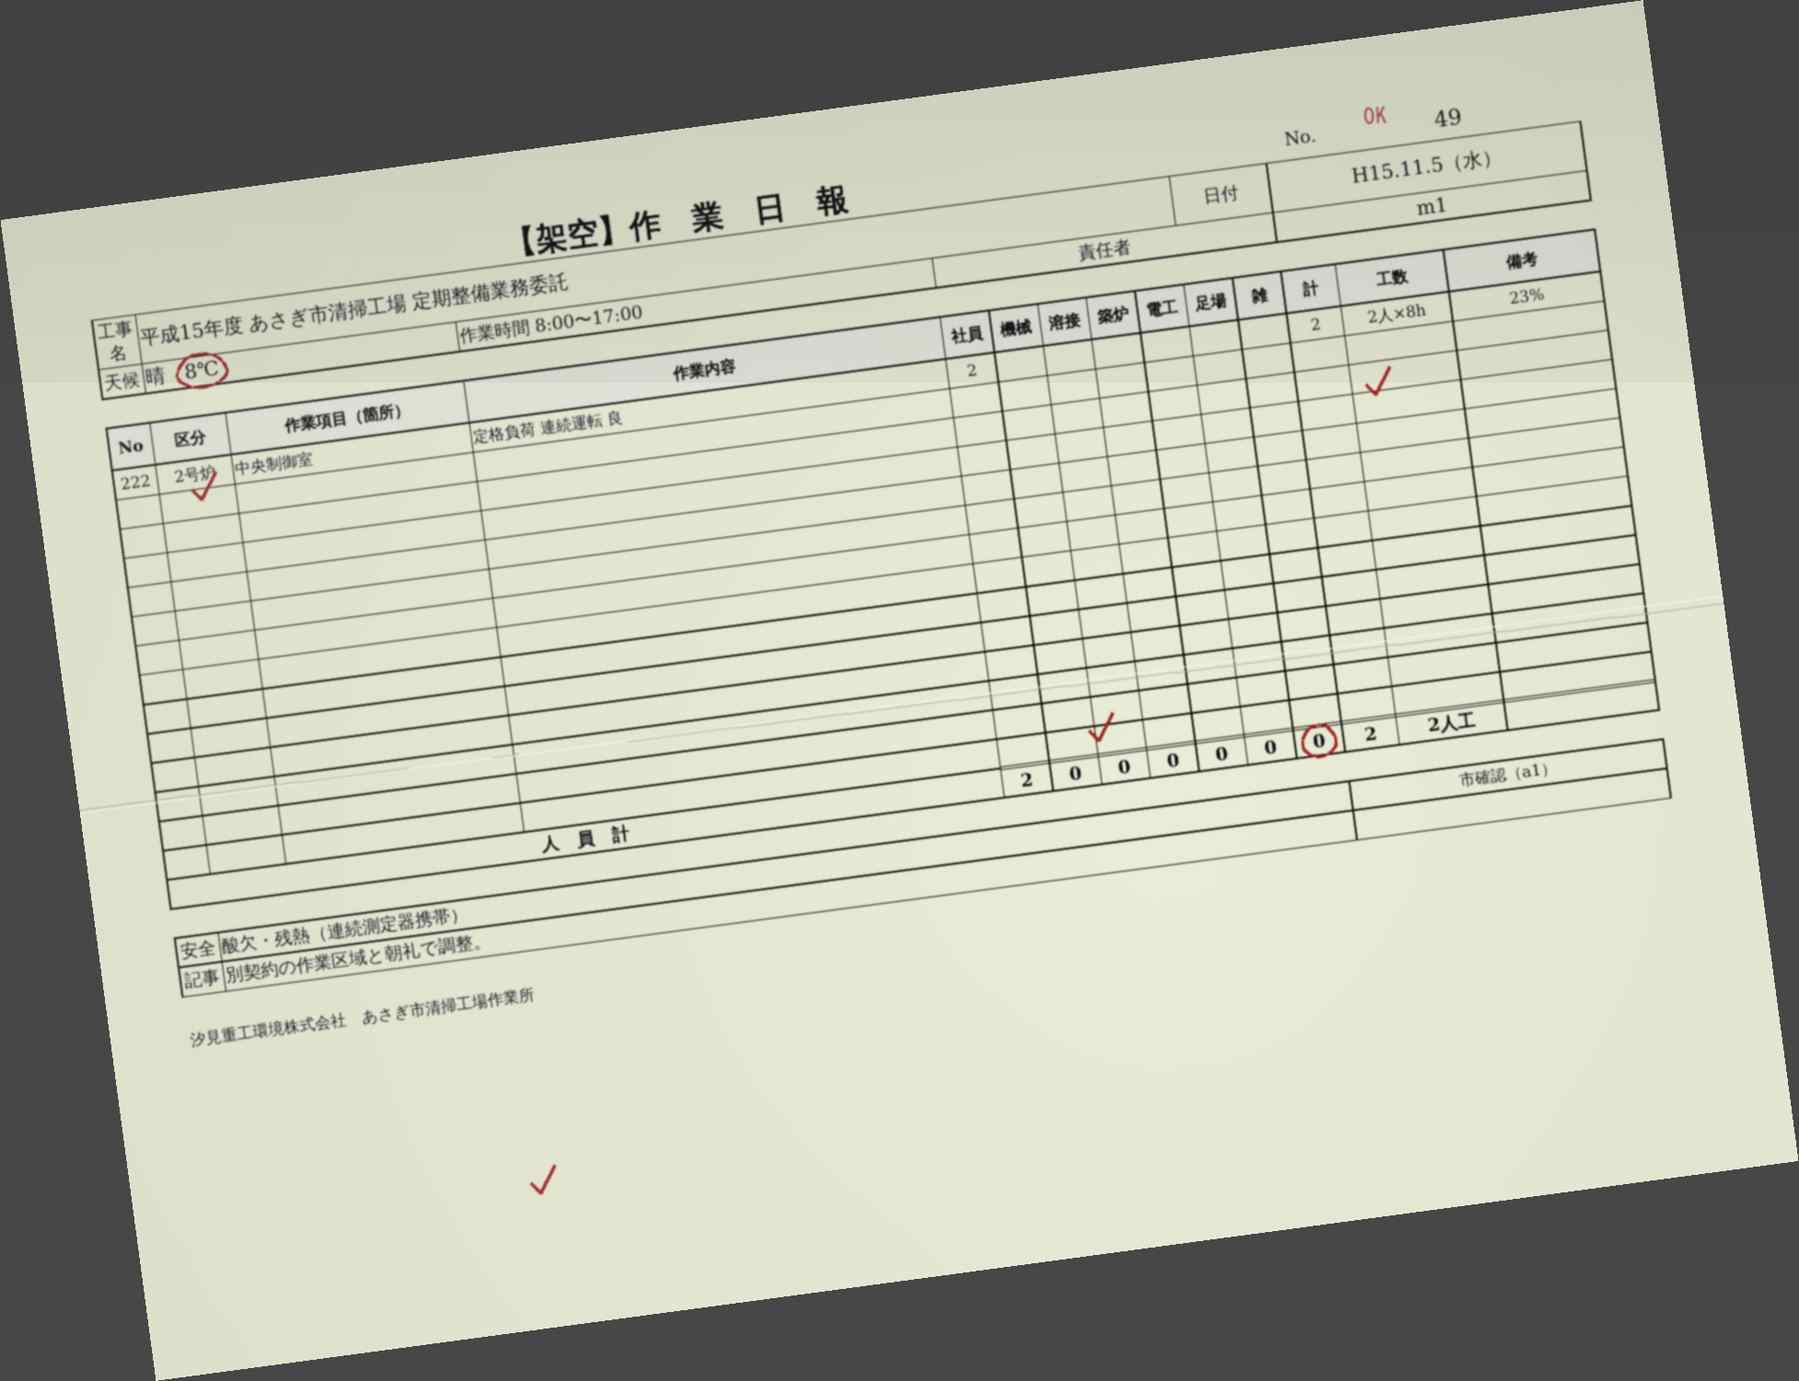 No. OK 49
【架空】作　業　日　報
工事名 平成15年度 あさぎ市清掃工場 定期整備業務委託 日付 H15.11.5（水）
天候 晴 8℃ 作業時間 8:00〜17:00 責任者 m1
No 区分 作業項目（箇所） 作業内容 社員 機械 溶接 築炉 電工 足場 雑 計 工数 備考
222 2号炉 中央制御室 定格負荷 連続運転 良 2 2 2人×8h 23%
人　員　計 2 0 0 0 0 0 0 2 2人工
安全 酸欠・残熱（連続測定器携帯） 市確認（a1）
記事 別契約の作業区域と朝礼で調整。
汐見重工環境株式会社　あさぎ市清掃工場作業所